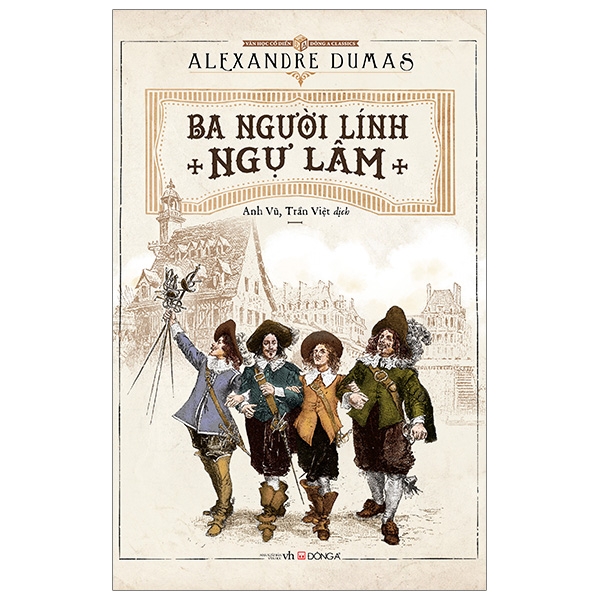 VĂN HỌC CỔ ĐIỂN ĐÔNG A CLASSICS
ALEXANDRE DUMAS
BA NGƯỜI LÍNH
NGỰ LÂM
Anh Vũ, Trần Việt dịch
vh ĐÔNG A